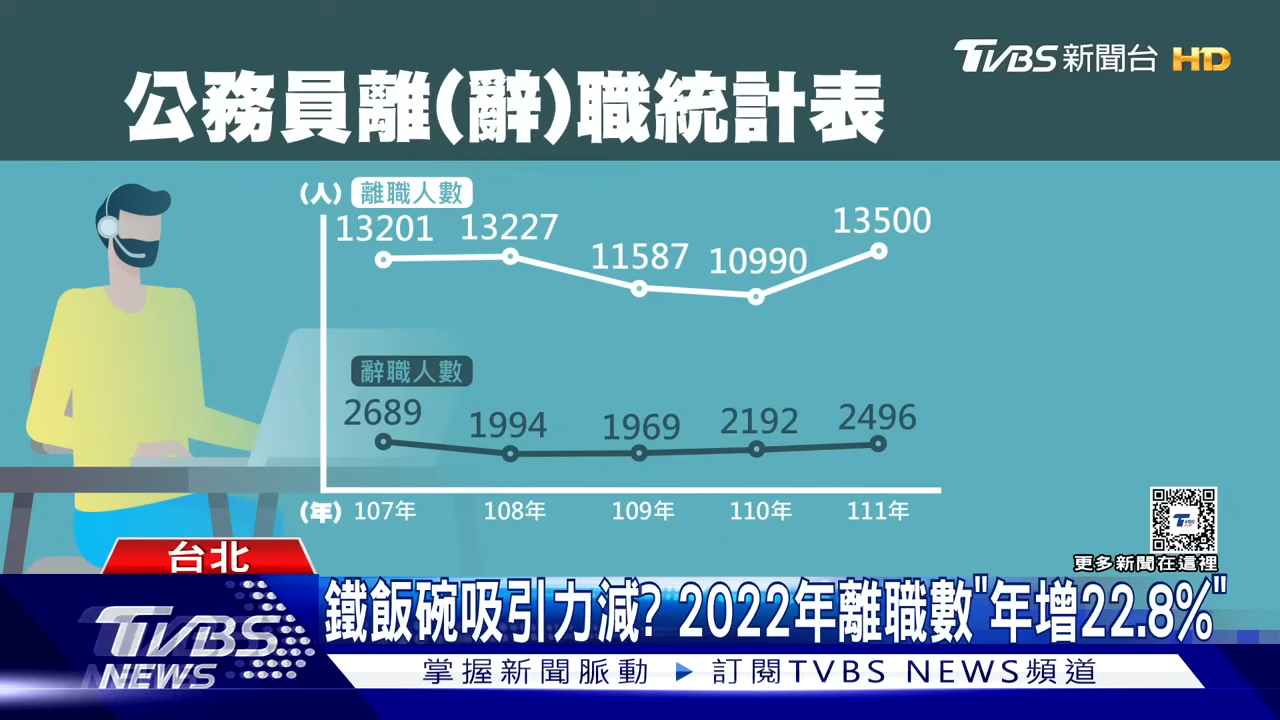 TVBS新聞台 HD
公務員離(辭)職統計表
(人) 離職人數
13201 13227 11587 10990 13500
辭職人數
2689 1994 1969 2192 2496
(年) 107年 108年 109年 110年 111年
TVBS
更多新聞在這裡
台北
鐵飯碗吸引力減? 2022年離職數"年增22.8%"
TVBS NEWS
掌握新聞脈動 ▶ 訂閱TVBS NEWS頻道